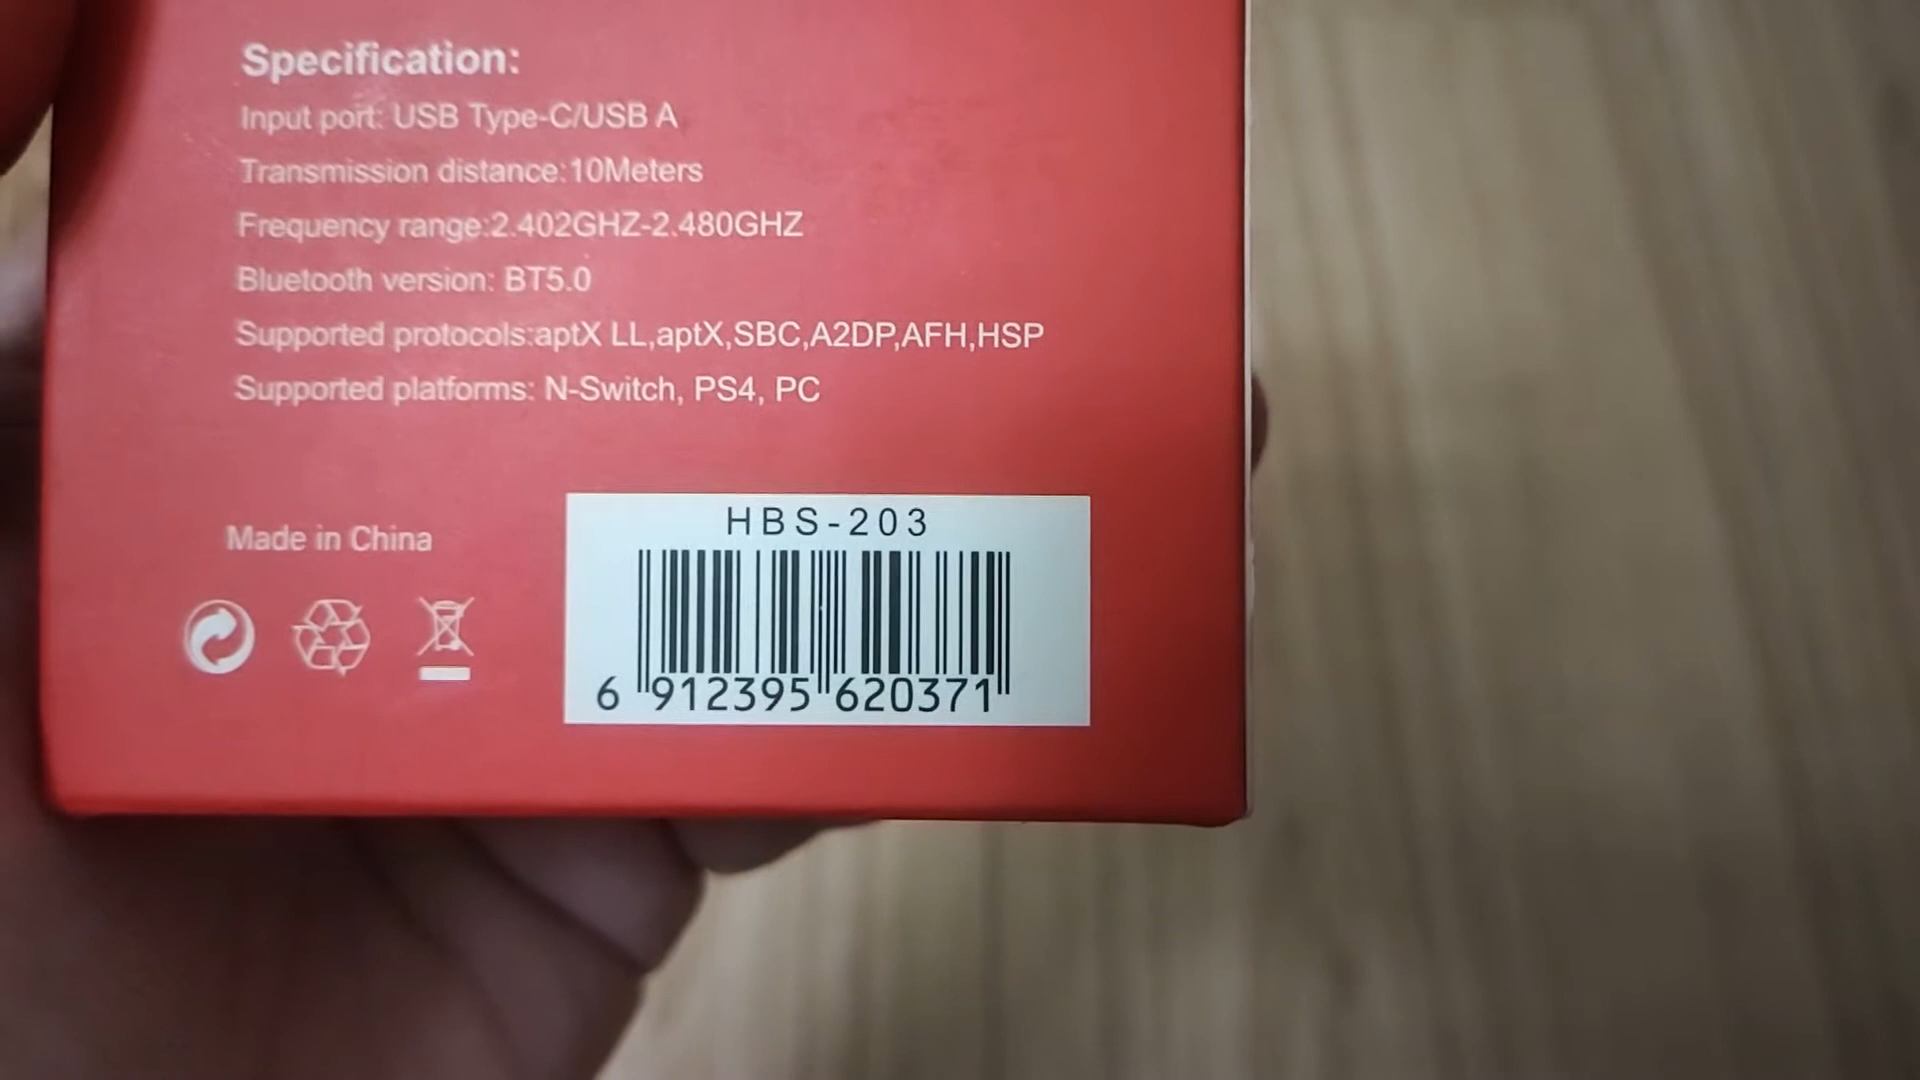 Specification:
Input port: USB Type-C/USB A
Transmission distance:10Meters
Frequency range:2.402GHZ-2.480GHZ
Bluetooth version: BT5.0
Supported protocols:aptX LL,aptX,SBC,A2DP,AFH,HSP
Supported platforms: N-Switch, PS4, PC
Made in China
HBS-203
6 912395 620371